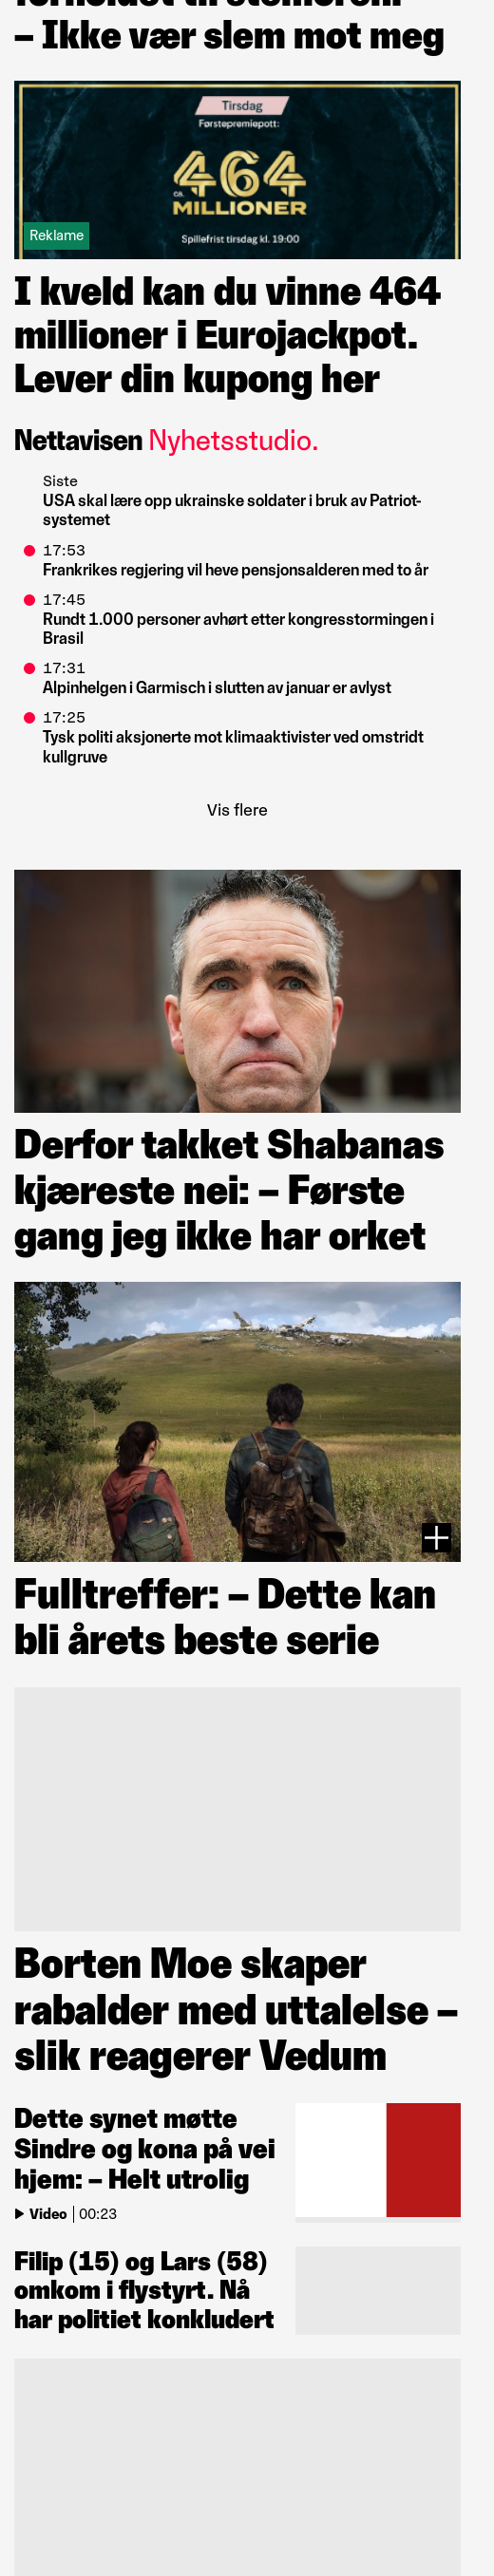 – Ikke vær slem mot meg
Tirsdag
Førstepremiepott:
ca.
464
MILLIONER
Spillefrist tirsdag kl. 19:00
Reklame
I kveld kan du vinne 464
millioner i Eurojackpot.
Lever din kupong her
Nettavisen Nyhetsstudio.
Siste
USA skal lære opp ukrainske soldater i bruk av Patriot-
systemet
17:53
Frankrikes regjering vil heve pensjonsalderen med to år
17:45
Rundt 1.000 personer avhørt etter kongresstormingen i
Brasil
17:31
Alpinhelgen i Garmisch i slutten av januar er avlyst
17:25
Tysk politi aksjonerte mot klimaaktivister ved omstridt
kullgruve
Vis flere
Derfor takket Shabanas
kjæreste nei: – Første
gang jeg ikke har orket
Fulltreffer: – Dette kan
bli årets beste serie
Borten Moe skaper
rabalder med uttalelse –
slik reagerer Vedum
Dette synet møtte
Sindre og kona på vei
hjem: – Helt utrolig
Video | 00:23
Filip (15) og Lars (58)
omkom i flystyrt. Nå
har politiet konkludert